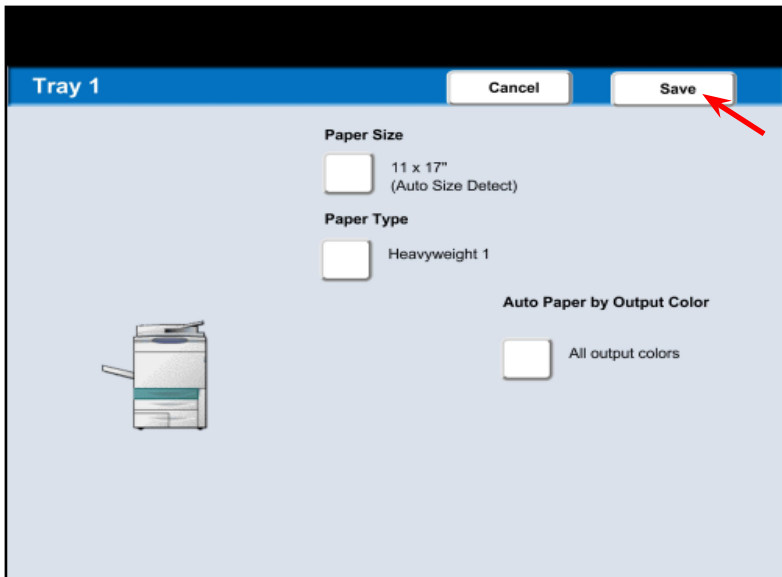 Tray 1
Cancel
Save
Paper Size
11 x 17"
(Auto Size Detect)
Paper Type
Heavyweight 1
Auto Paper by Output Color
All output colors